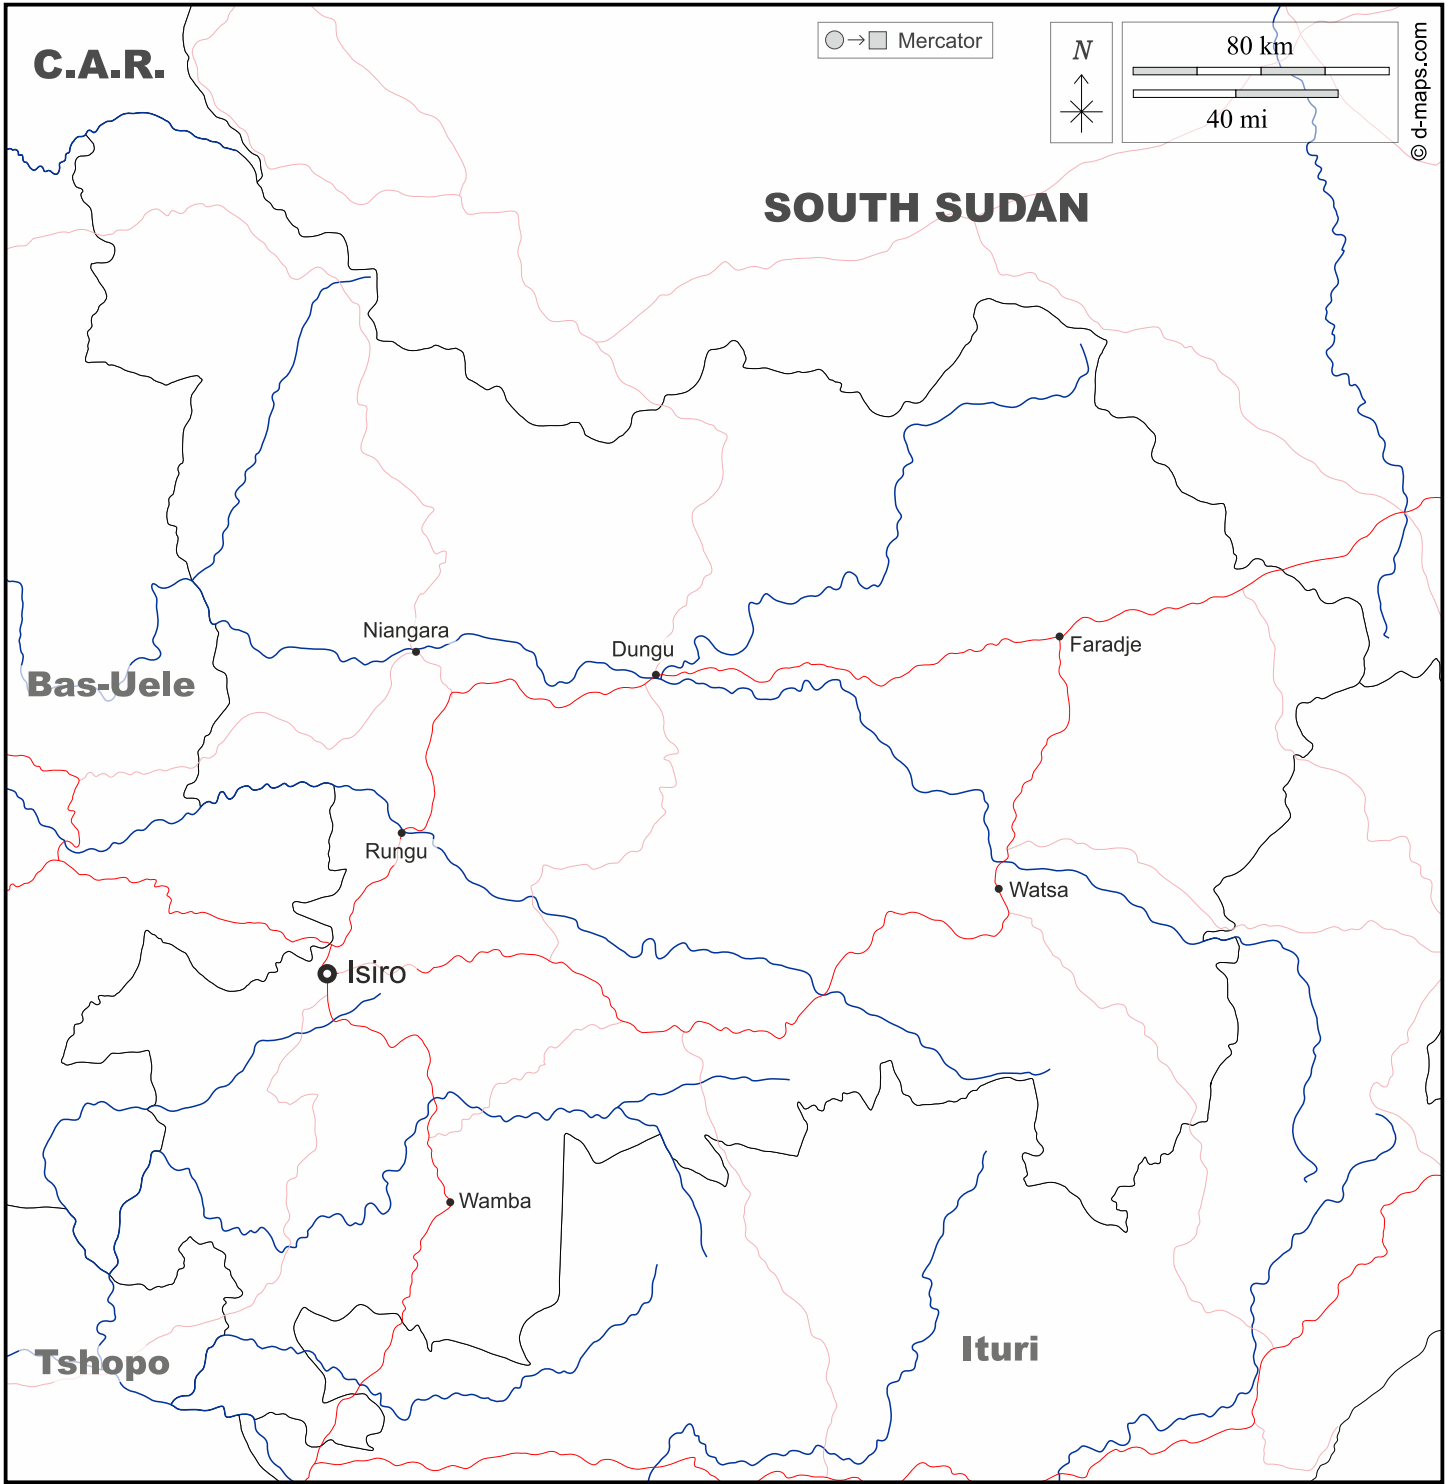 C.A.R.
Mercator
N
80 km
40 mi
© d-maps.com
SOUTH SUDAN
Niangara
Dungu
Faradje
Bas-Uele
Rungu
Watsa
Isiro
Wamba
Tshopo
Ituri